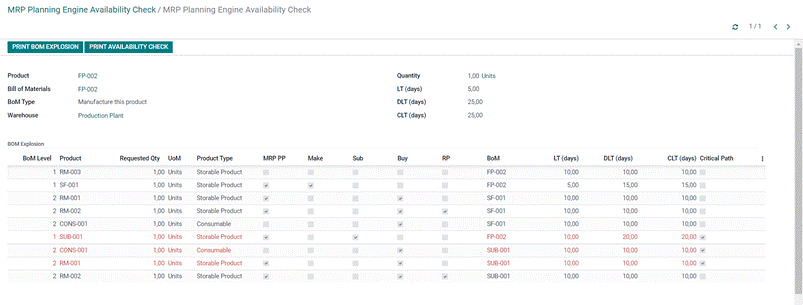 MRP Planning Engine Availability Check / MRP Planning Engine Availability Check
1 / 1
PRINT BOM EXPLOSION PRINT AVAILABILITY CHECK
Product FP-002 Quantity 1,00 Units
Bill of Materials FP-002 LT (days) 5,00
BoM Type Manufacture this product DLT (days) 25,00
Warehouse Production Plant CLT (days) 25,00
BOM Explosion
BoM Level Product Requested Qty UoM Product Type MRP PP Make Sub Buy RP BoM LT (days) DLT (days) CLT (days) Critical Path
1 RM-003 1,00 Units Storable Product FP-002 10,00 10,00 10,00
1 SF-001 1,00 Units Storable Product FP-002 5,00 15,00 15,00
2 RM-001 1,00 Units Storable Product SF-001 10,00 10,00 10,00
2 RM-002 1,00 Units Storable Product SF-001 10,00 10,00 10,00
2 CONS-001 1,00 Units Consumable SF-001 10,00 10,00 10,00
1 SUB-001 1,00 Units Storable Product FP-002 10,00 20,00 20,00
2 CONS-001 1,00 Units Consumable SUB-001 10,00 10,00 10,00
2 RM-001 1,00 Units Storable Product SUB-001 10,00 10,00 10,00
2 RM-002 1,00 Units Storable Product SUB-001 10,00 10,00 10,00